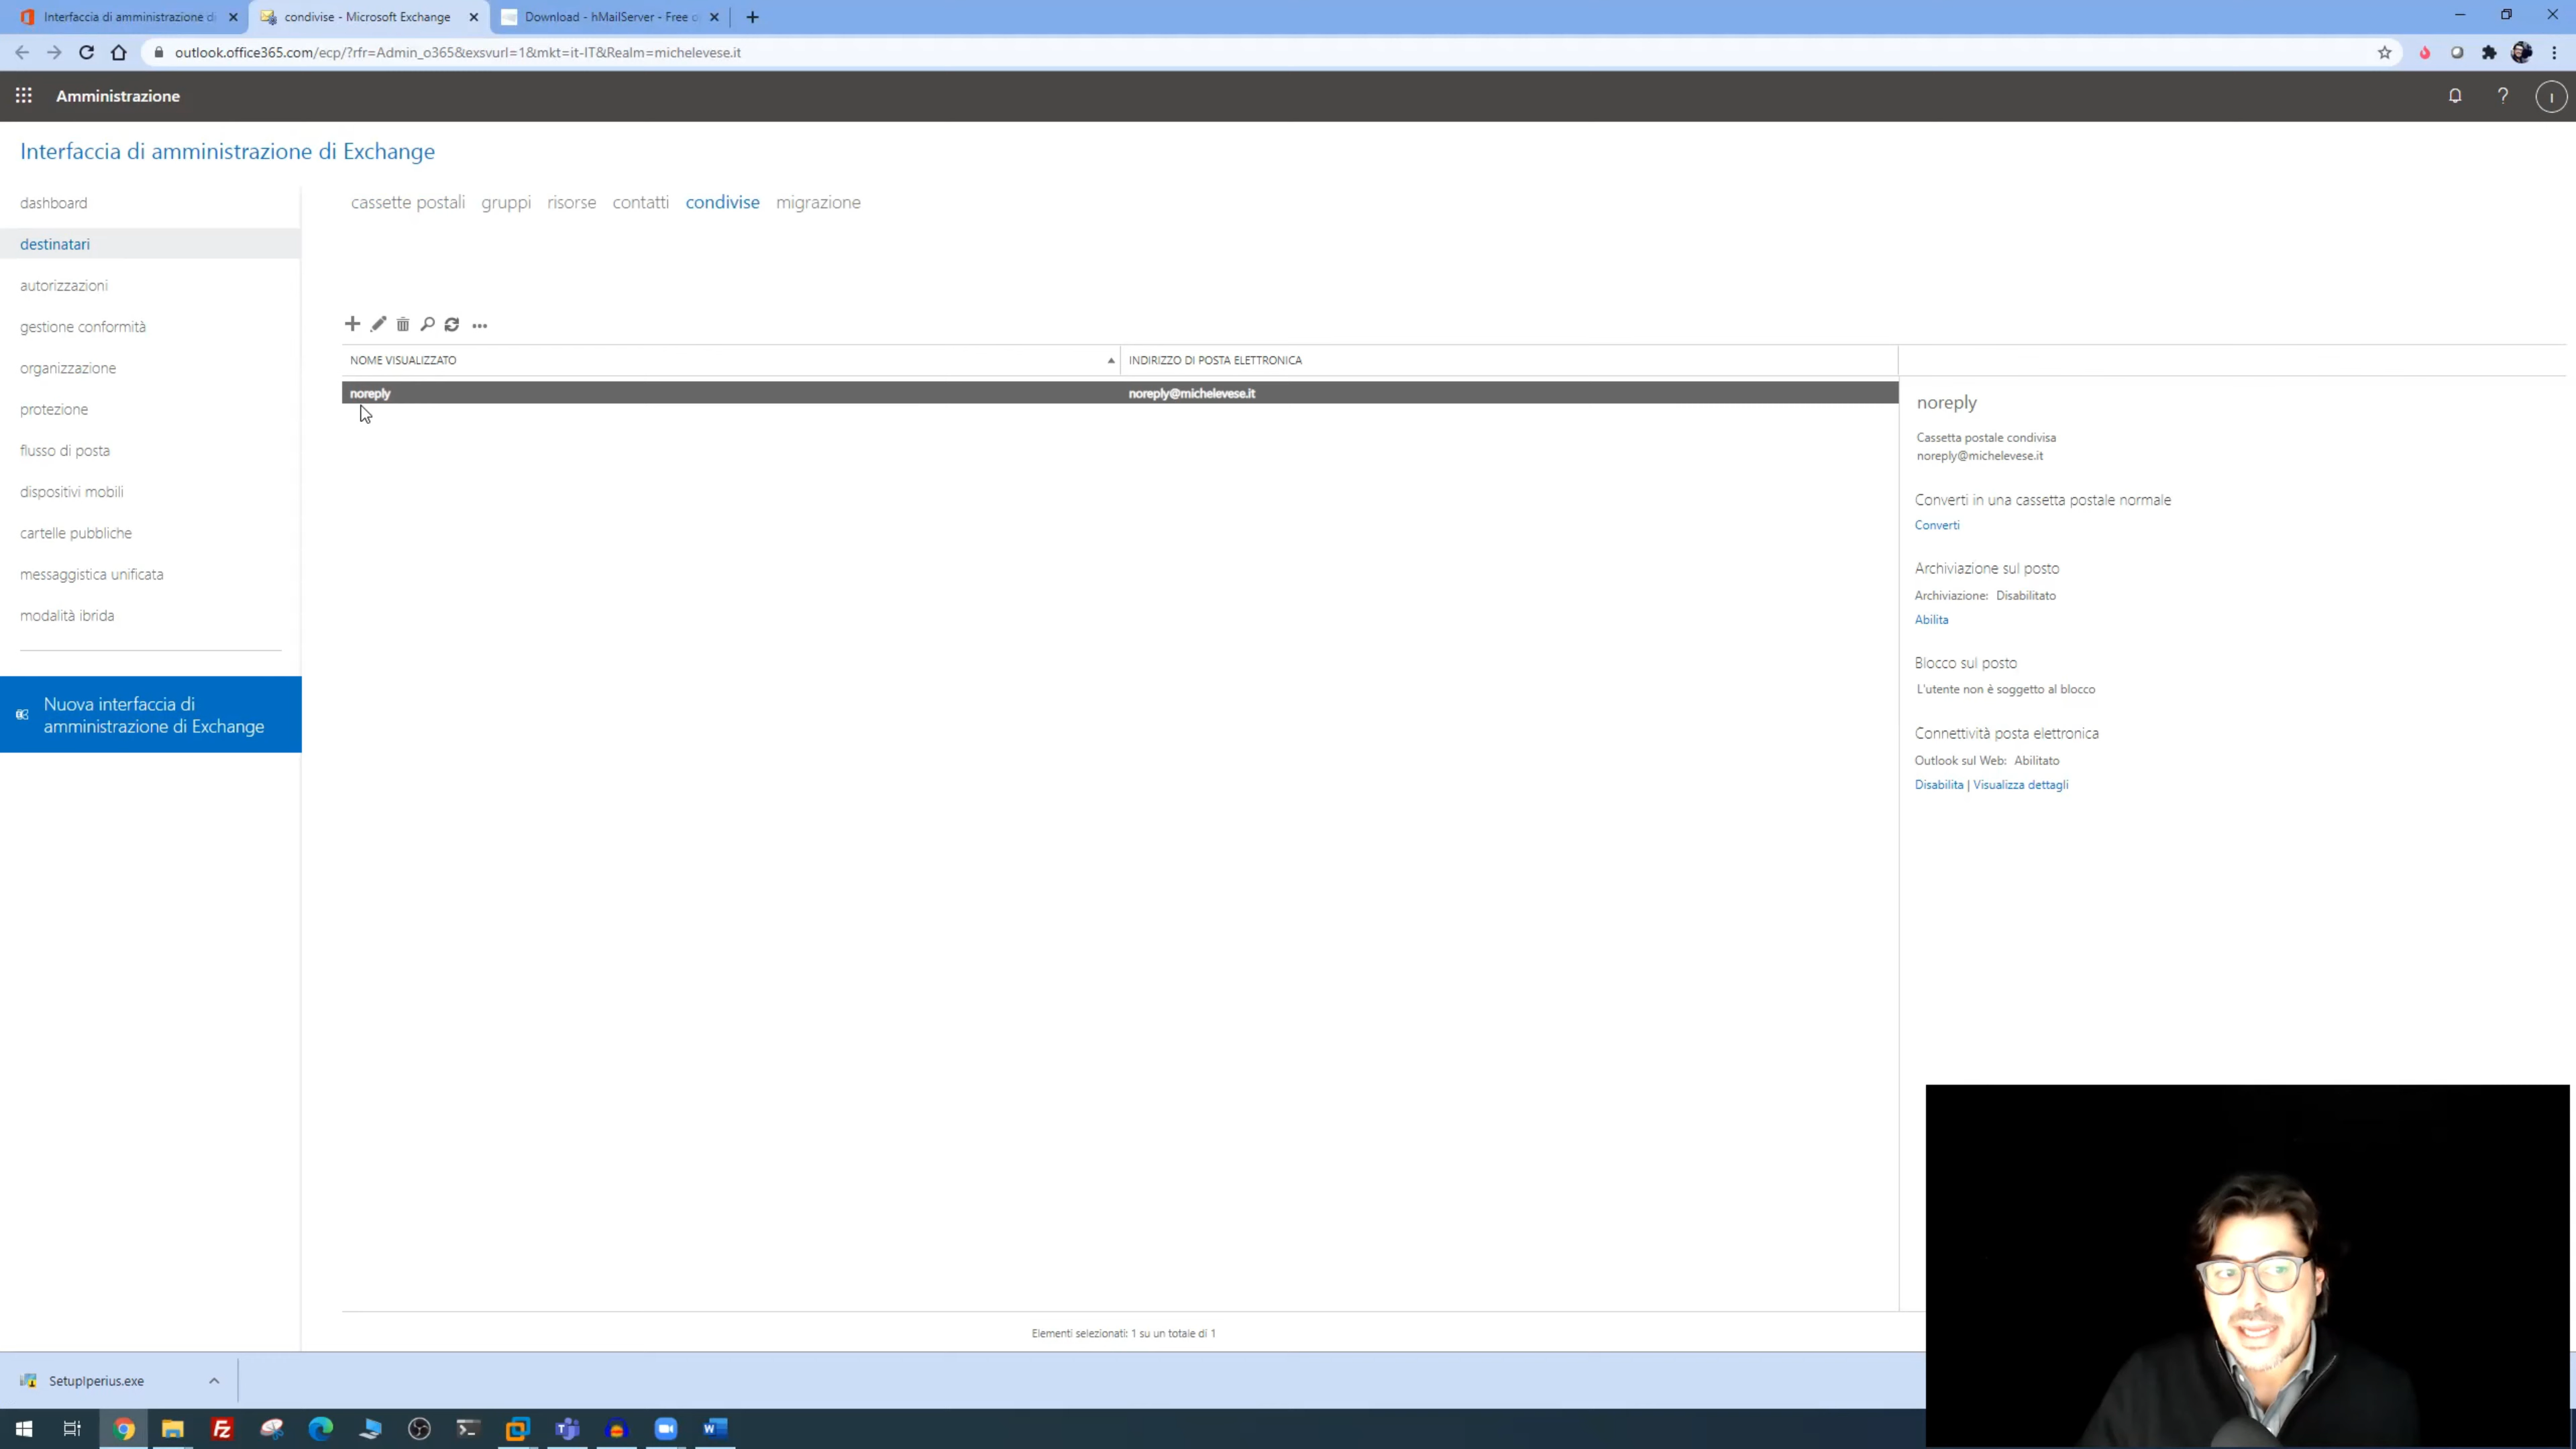 Interfaccia di amministrazione d
condivise - Microsoft Exchange
Download - hMailServer - Free o
outlook.office365.com/ecp/?rfr=Admin_o365&exsvurl=1&mkt=it-IT&Realm=michelevese.it
Amministrazione
Interfaccia di amministrazione di Exchange
dashboard
destinatari
autorizzazioni
gestione conformità
organizzazione
protezione
flusso di posta
dispositivi mobili
cartelle pubbliche
messaggistica unificata
modalità ibrida
Nuova interfaccia di
amministrazione di Exchange
cassette postali gruppi risorse contatti condivise migrazione
NOME VISUALIZZATO INDIRIZZO DI POSTA ELETTRONICA
noreply noreply@michelevese.it
noreply
Cassetta postale condivisa
noreply@michelevese.it
Converti in una cassetta postale normale
Converti
Archiviazione sul posto
Archiviazione: Disabilitato
Abilita
Blocco sul posto
L'utente non è soggetto al blocco
Connettività posta elettronica
Outlook sul Web: Abilitato
Disabilita | Visualizza dettagli
Elementi selezionati: 1 su un totale di 1
SetupIperius.exe